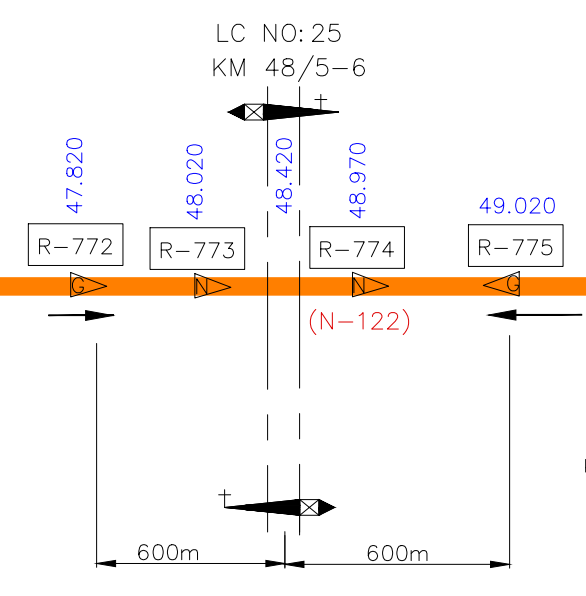 LC NO: 25
KM 48/5-6
47.820
48.020
48.420
48.970
49.020
R-772
R-773
R-774
R-775
G
N
N
G
(N-122)
600m
600m